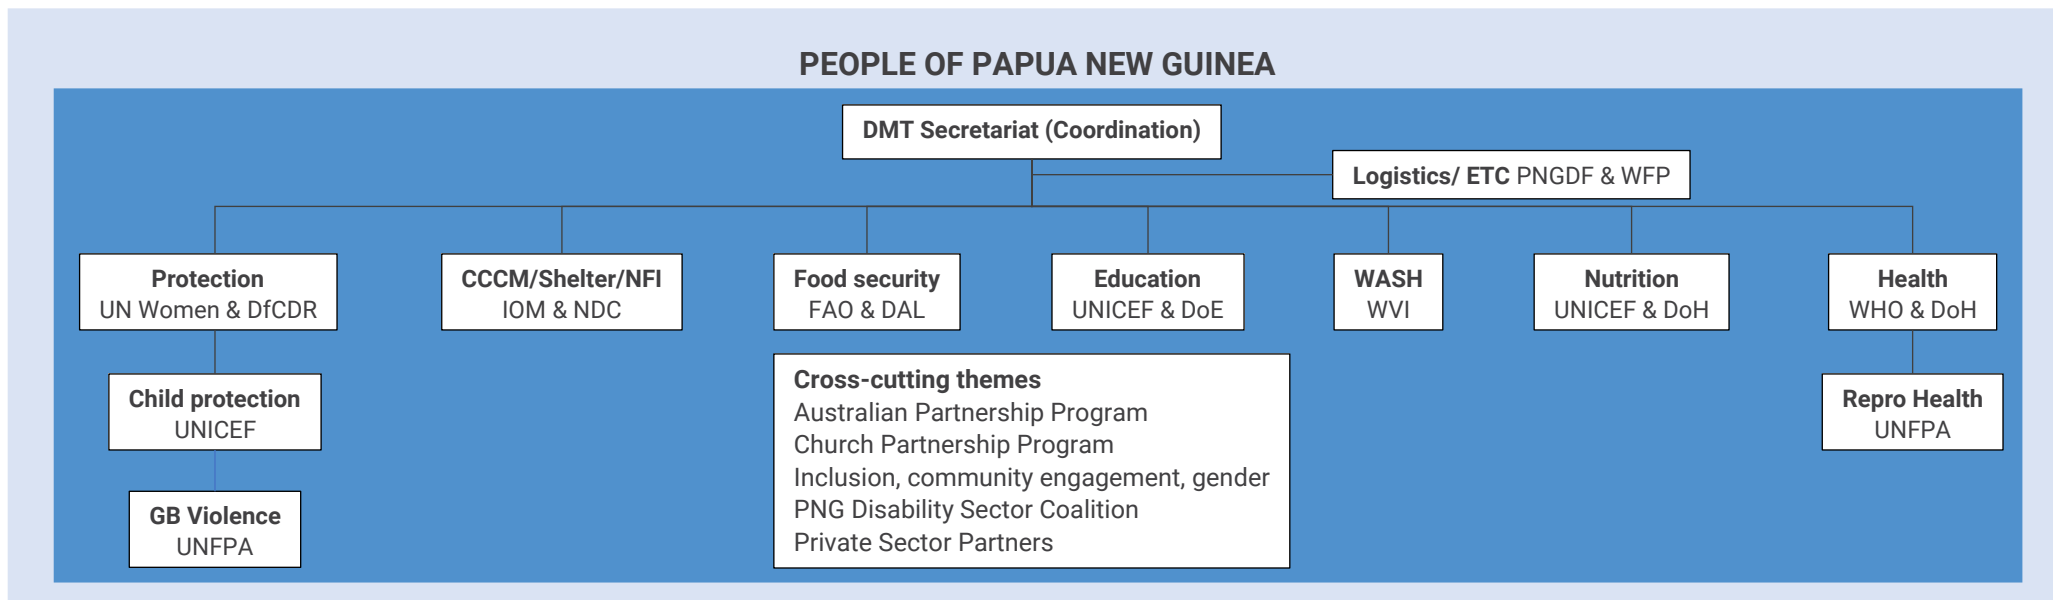 PEOPLE OF PAPUA NEW GUINEA
DMT Secretariat (Coordination)
Logistics/ ETC PNGDF & WFP
Protection
UN Women & DfCDR
CCCM/Shelter/NFI
IOM & NDC
Food security
FAO & DAL
Education
UNICEF & DoE
WASH
WVI
Nutrition
UNICEF & DoH
Health
WHO & DoH
Child protection
UNICEF
GB Violence
UNFPA
Cross-cutting themes
Australian Partnership Program
Church Partnership Program
Inclusion, community engagement, gender
PNG Disability Sector Coalition
Private Sector Partners
Repro Health
UNFPA